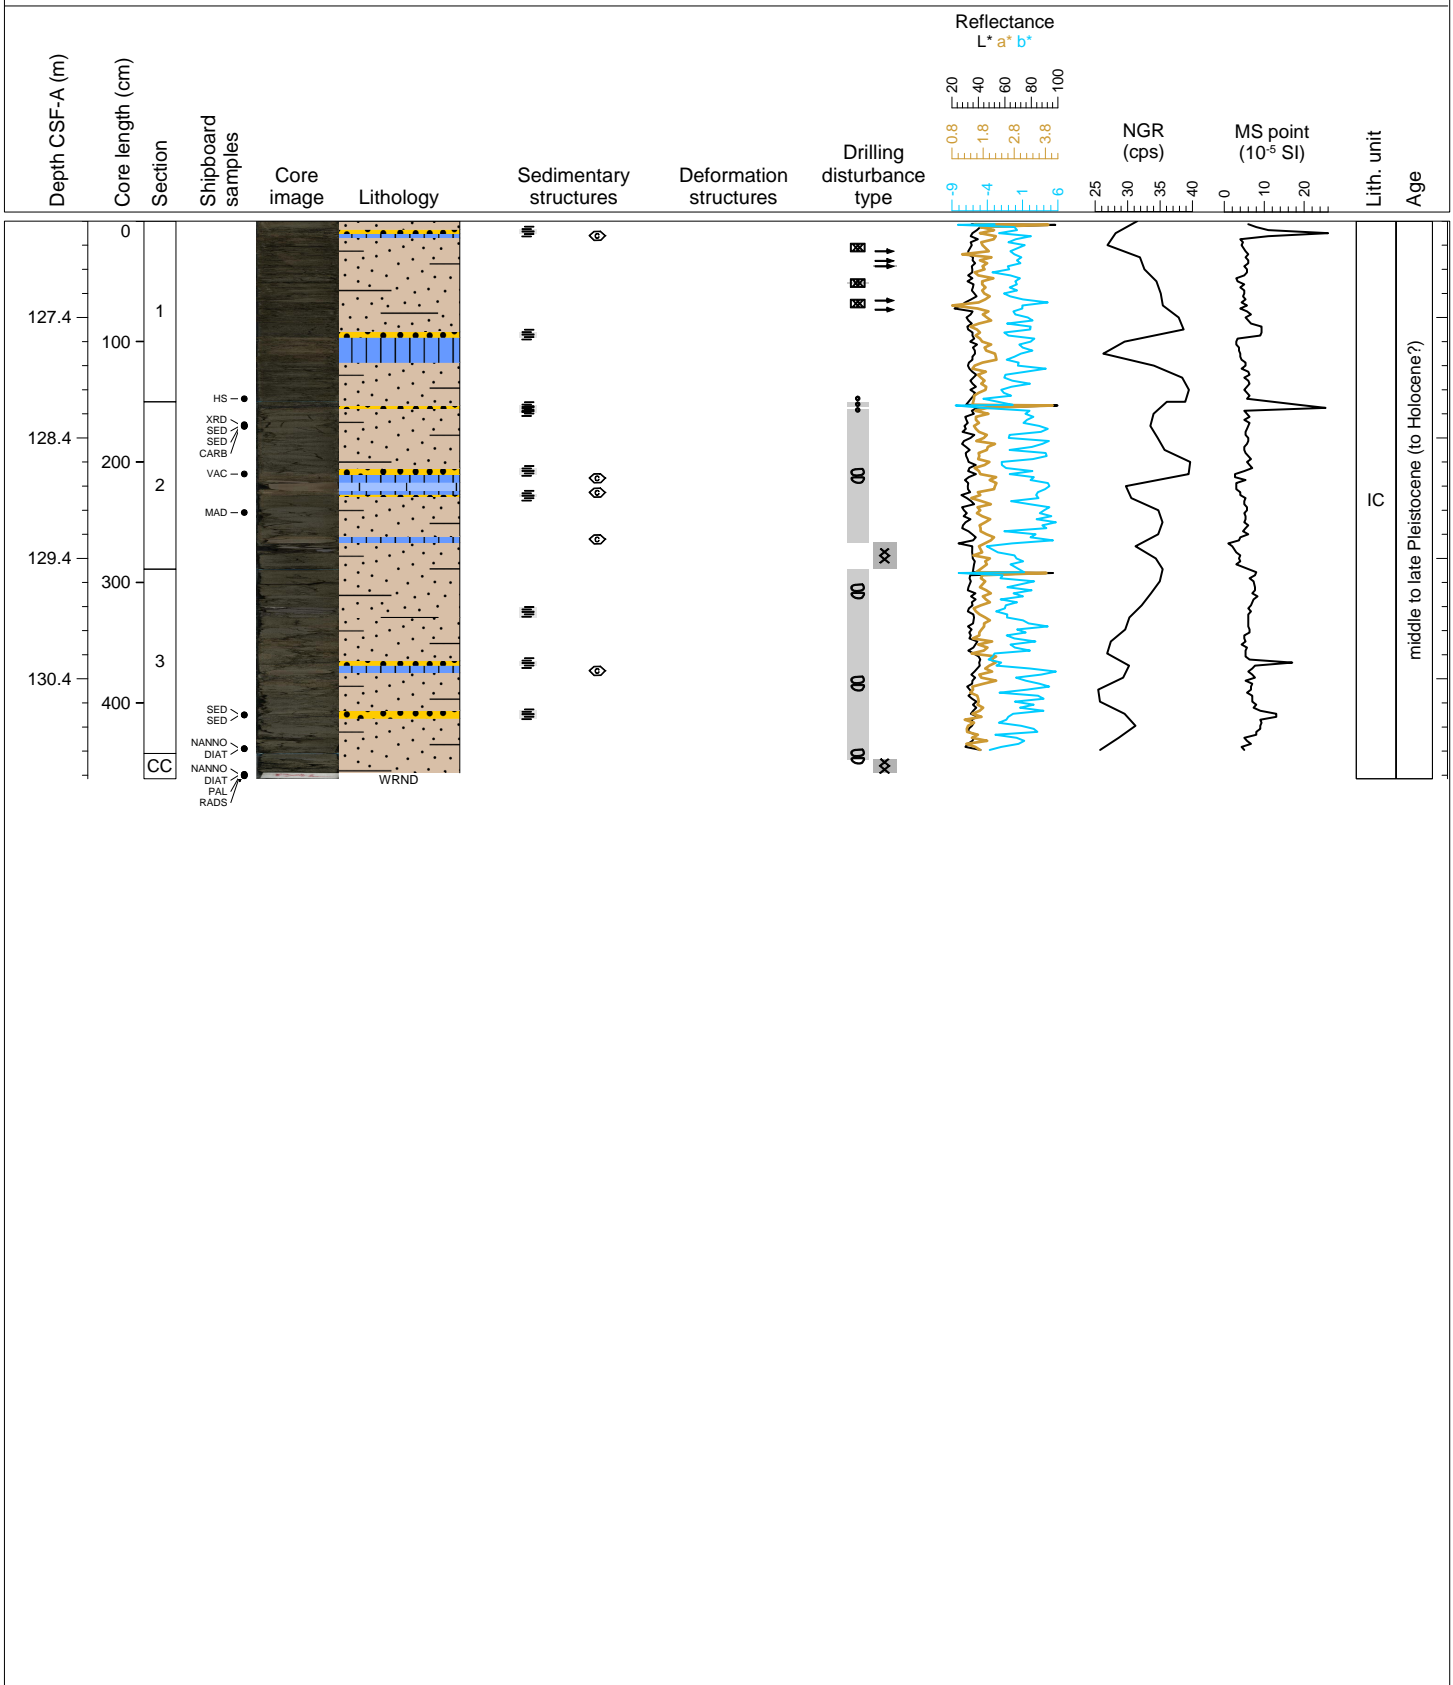 Depth CSF-A (m)
Core length (cm)
Section
Shipboard
samples
Core
image
Lithology
Sedimentary
structures
Deformation
structures
Drilling
disturbance
type
Reflectance
L* a* b*
20 40 60 80 100
0.8 1.8 2.8 3.8
-9 -4 1 6
NGR
(cps)
25 30 35 40
MS point
(10-5 SI)
0 10 20
Lith. unit
Age
127.4
128.4
129.4
130.4
0
100
200
300
400
1
2
3
CC
HS
XRD
SED
SED
CARB
VAC
MAD
SED
SED
NANNO
DIAT
NANNO
DIAT
PAL
RADS
WRND
c
c
c
c
c
IC
middle to late Pleistocene (to Holocene?)